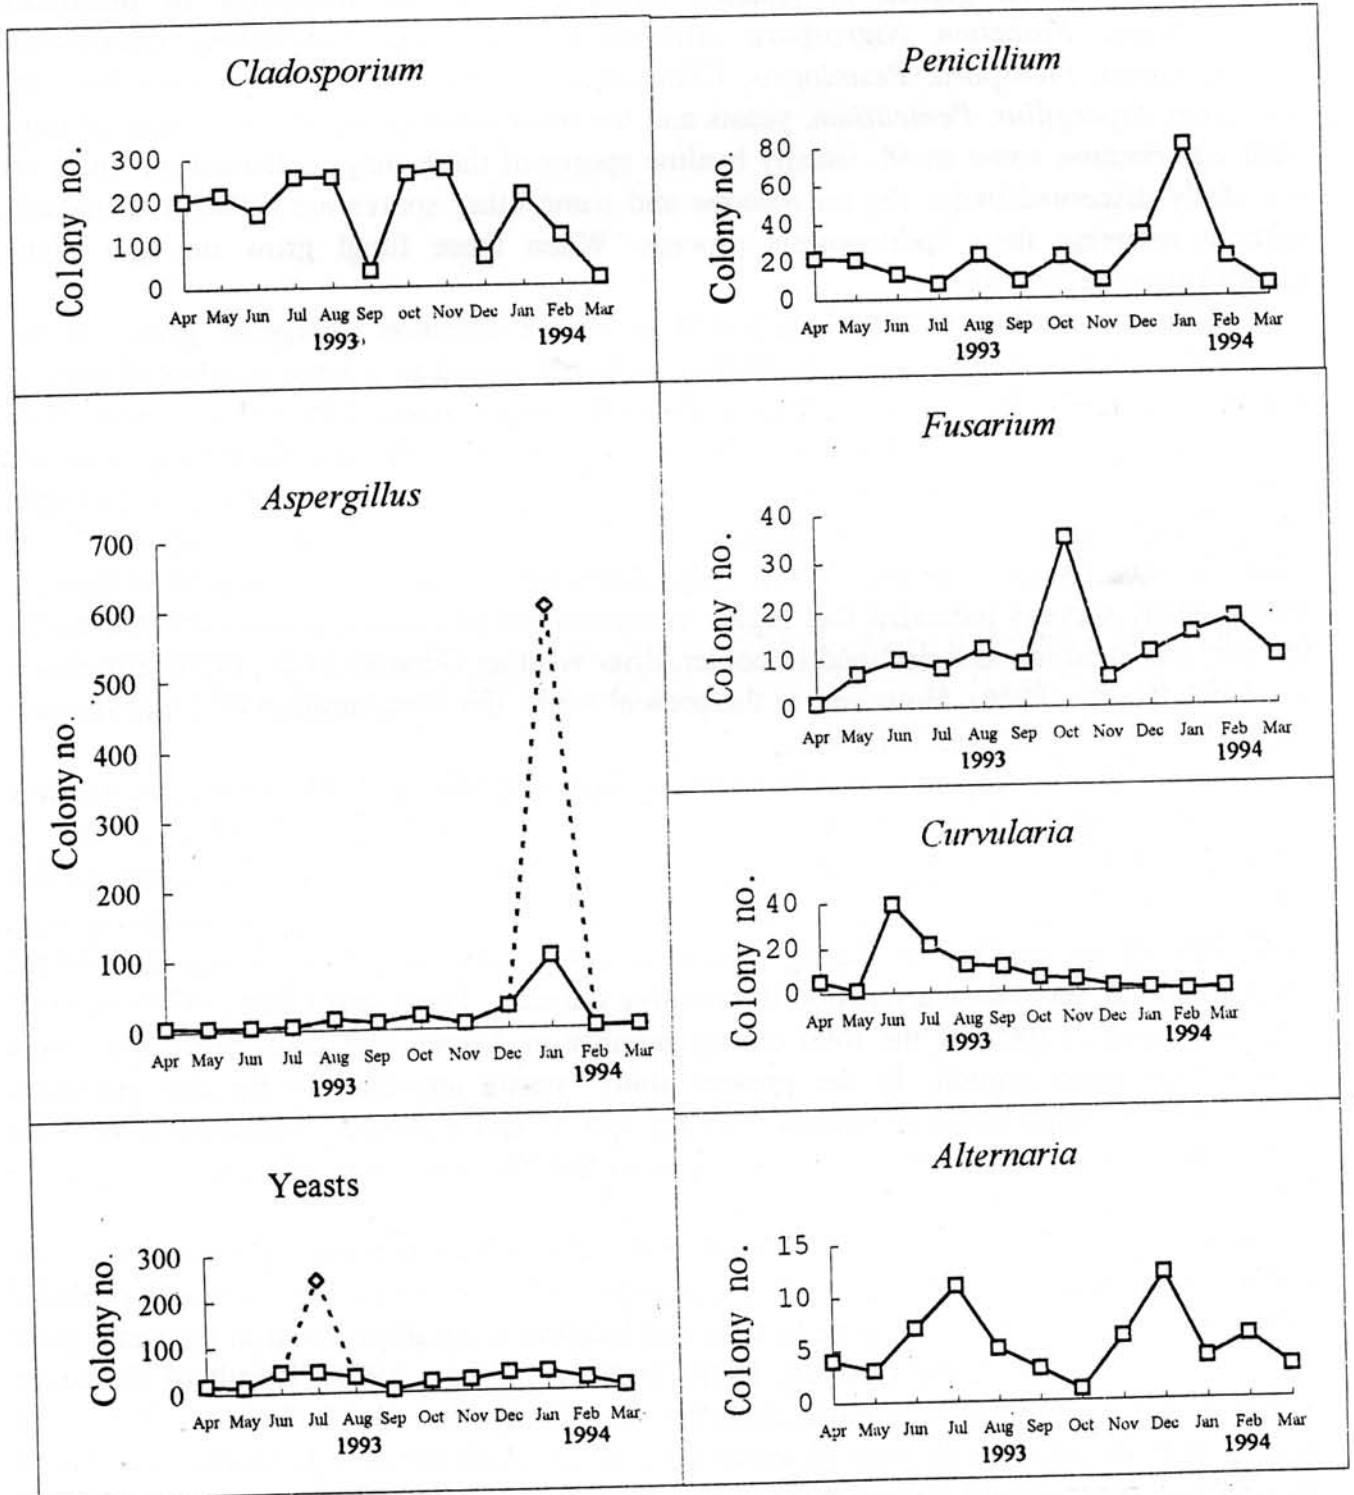 Cladosporium
Colony no.
300
200
100
0
Apr May Jun Jul Aug Sep oct Nov Dec Jan Feb Mar
1993 1994
Penicillium
Colony no.
80
60
40
20
0
Apr May Jun Jul Aug Sep Oct Nov Dec Jan Feb Mar
1993 1994
Aspergillus
Colony no.
700
600
500
400
300
200
100
0
Apr May Jun Jul Aug Sep Oct Nov Dec Jan Feb Mar
1993 1994
Fusarium
Colony no.
40
30
20
10
0
Apr May Jun Jul Aug Sep Oct Nov Dec Jan Feb Mar
1993 1994
Curvularia
Colony no.
40
20
0
Apr May Jun Jul Aug Sep Oct Nov Dec Jan Feb Mar
1993 1994
Yeasts
Colony no.
300
200
100
0
Apr May Jun Jul Aug Sep Oct Nov Dec Jan Feb Mar
1993 1994
Alternaria
Colony no.
15
10
5
0
Apr May Jun Jul Aug Sep Oct Nov Dec Jan Feb Mar
1993 1994